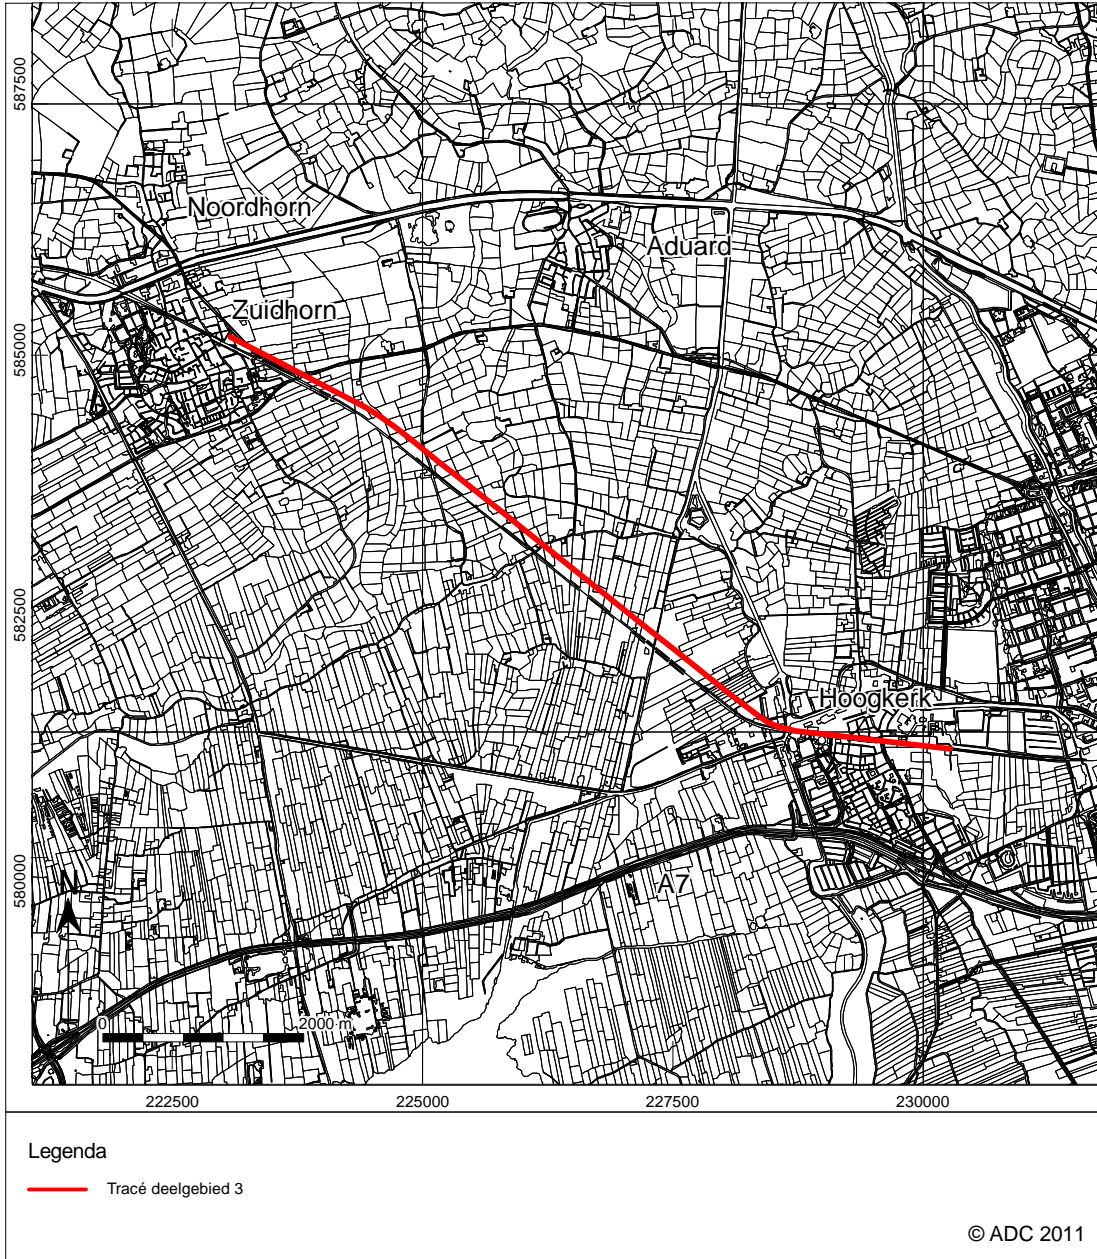 587500
Noordhorn
Aduard
Zuidhorn
585000
582500
Hoogkerk
580000
A7
N
0
2000 m
222500
225000
227500
230000
Legenda
Tracé deelgebied 3
© ADC 2011